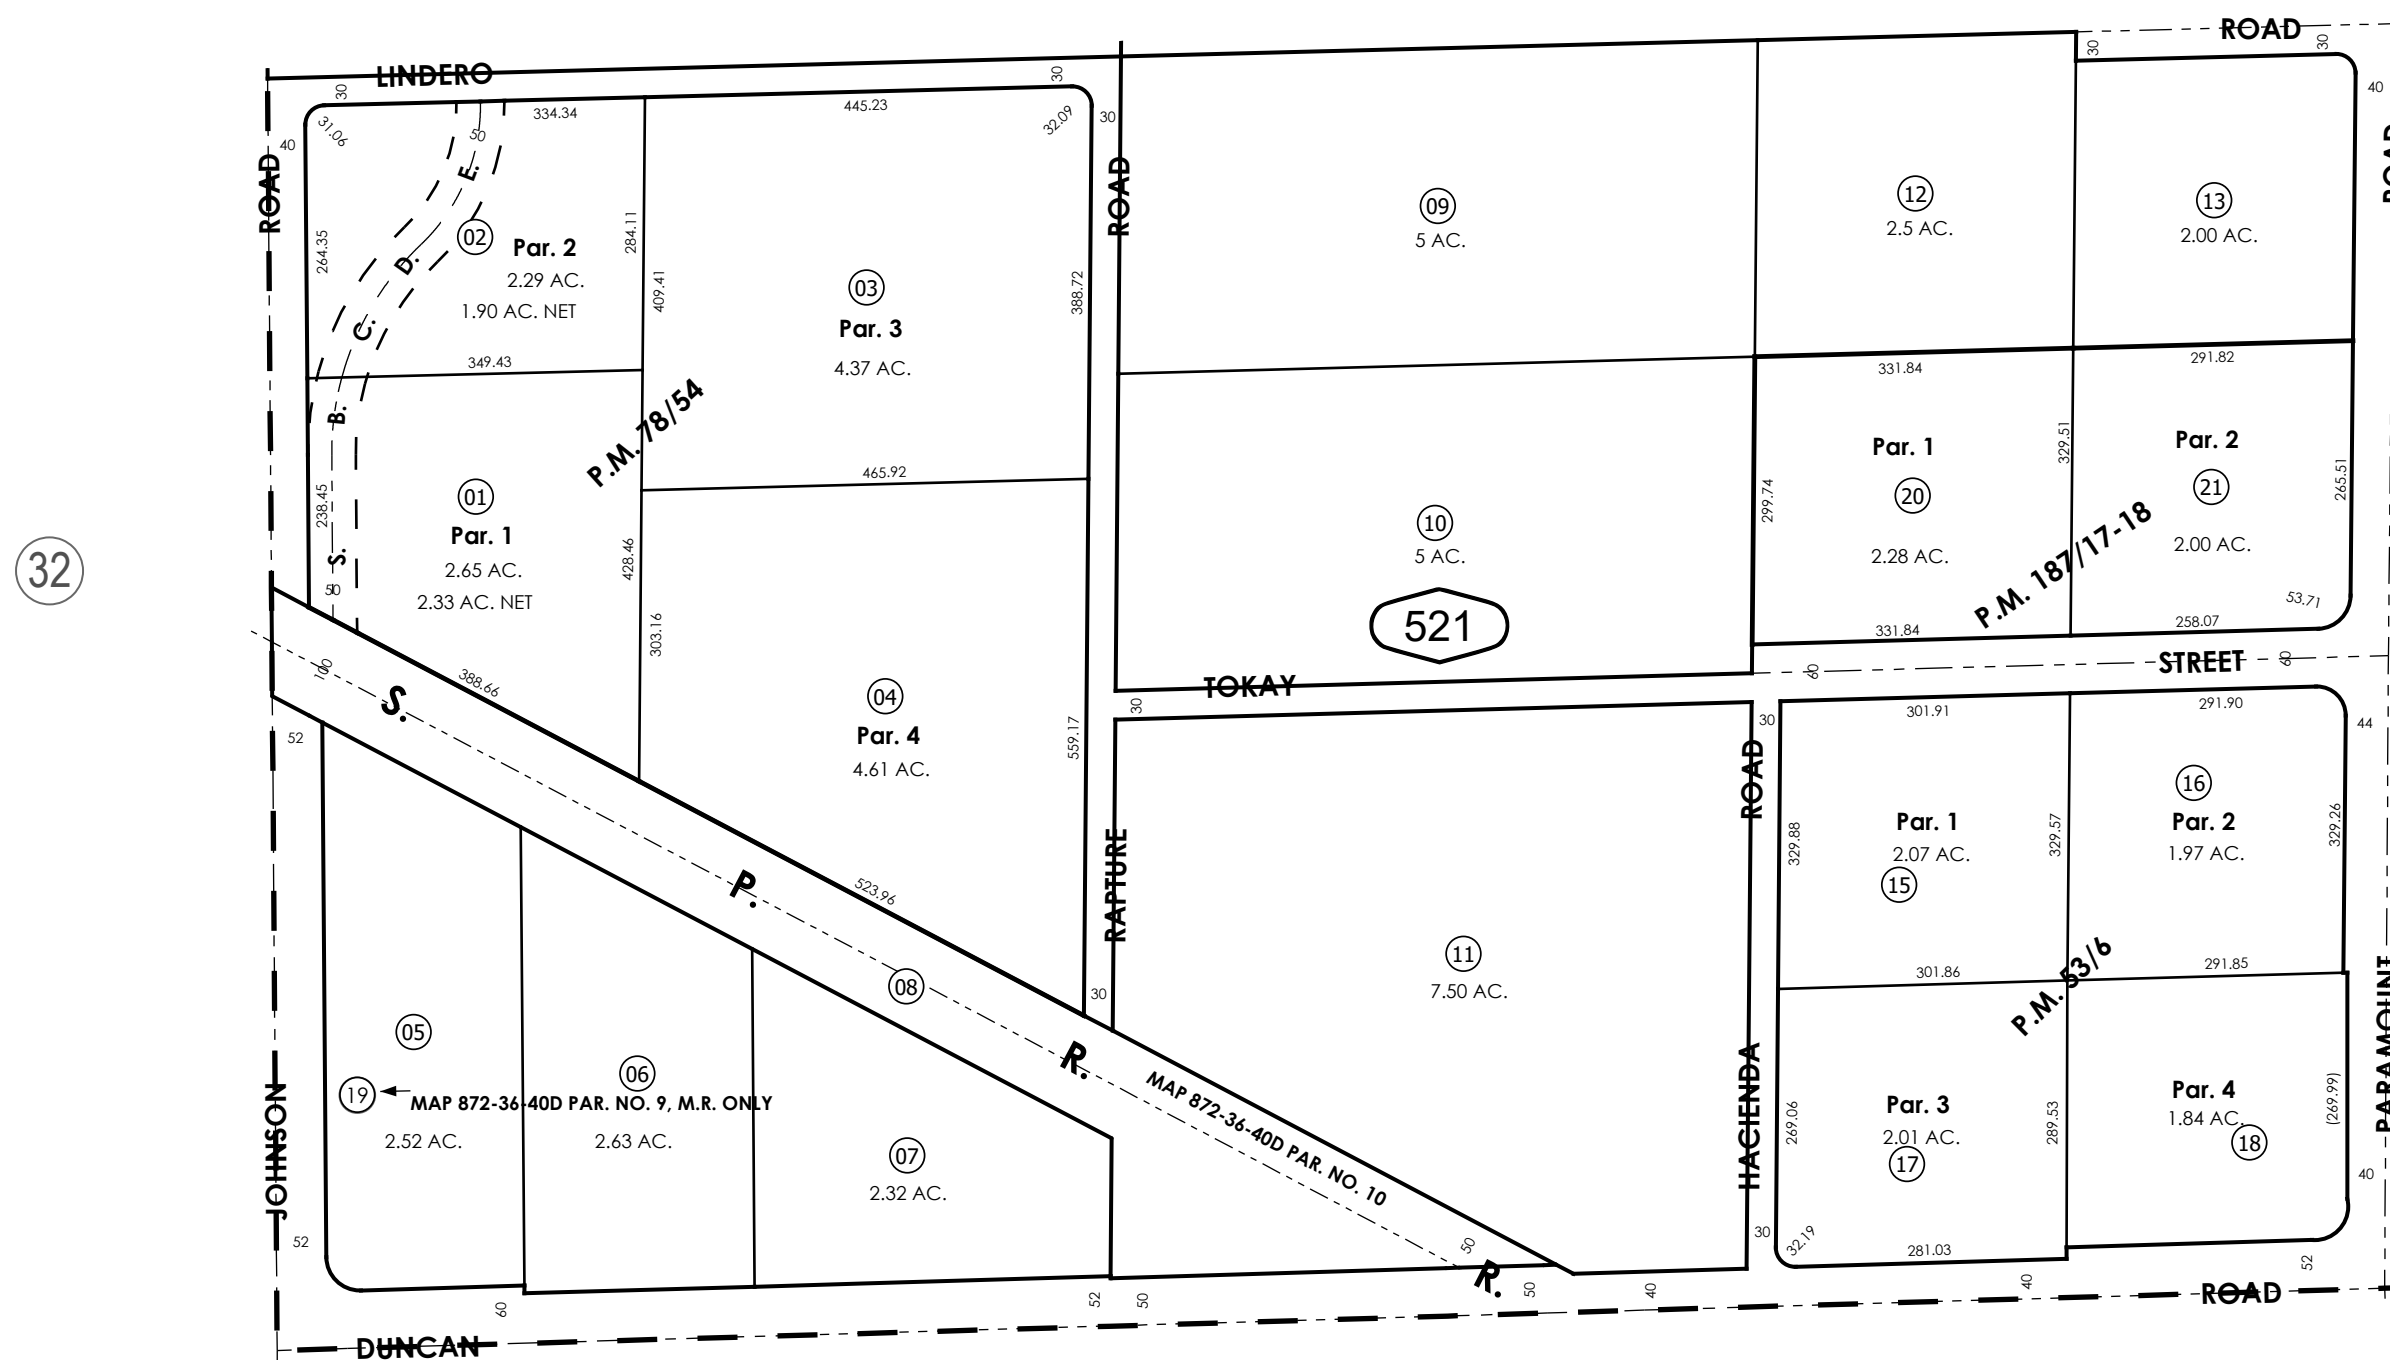 ROAD
LINDERO
30
30
30
30
334.34
445.23
31.06
32.09
50
40
30
40
ROAD
ROAD
ROAD
E.
02
Par. 2
2.29 AC.
1.90 AC. NET
264.35
284.11
409.41
D.
C.
349.43
03
Par. 3
4.37 AC.
388.72
09
5 AC.
12
2.5 AC.
13
2.00 AC.
P.M. 78/54
465.92
B.
S.
238.45
50
01
Par. 1
2.65 AC.
2.33 AC. NET
428.46
303.16
32
10
5 AC.
521
331.84
291.82
Par. 1
20
2.28 AC.
299.74
329.51
Par. 2
21
2.00 AC.
265.51
P.M. 187/17-18
53.71
331.84
258.07
TOKAY
STREET
60
60
30
100
388.66
S.
P.
R.
R.
52
04
Par. 4
4.61 AC.
559.17
523.96
RAPTURE
30
08
MAP 872-36-40D PAR. NO. 10
50
11
7.50 AC.
30
ROAD
HACIENDA
30
301.91
291.90
44
329.88
Par. 1
2.07 AC.
15
329.57
16
Par. 2
1.97 AC.
329.26
301.86
291.85
P.M. 53/6
269.06
Par. 3
2.01 AC.
17
289.53
Par. 4
1.84 AC.
18
(269.99)
40
PARAMOUNT
32.19
281.03
05
19
MAP 872-36-40D PAR. NO. 9, M.R. ONLY
2.52 AC.
06
2.63 AC.
07
2.32 AC.
JOHNSON
52
60
52
50
50
40
40
52
DUNCAN
ROAD